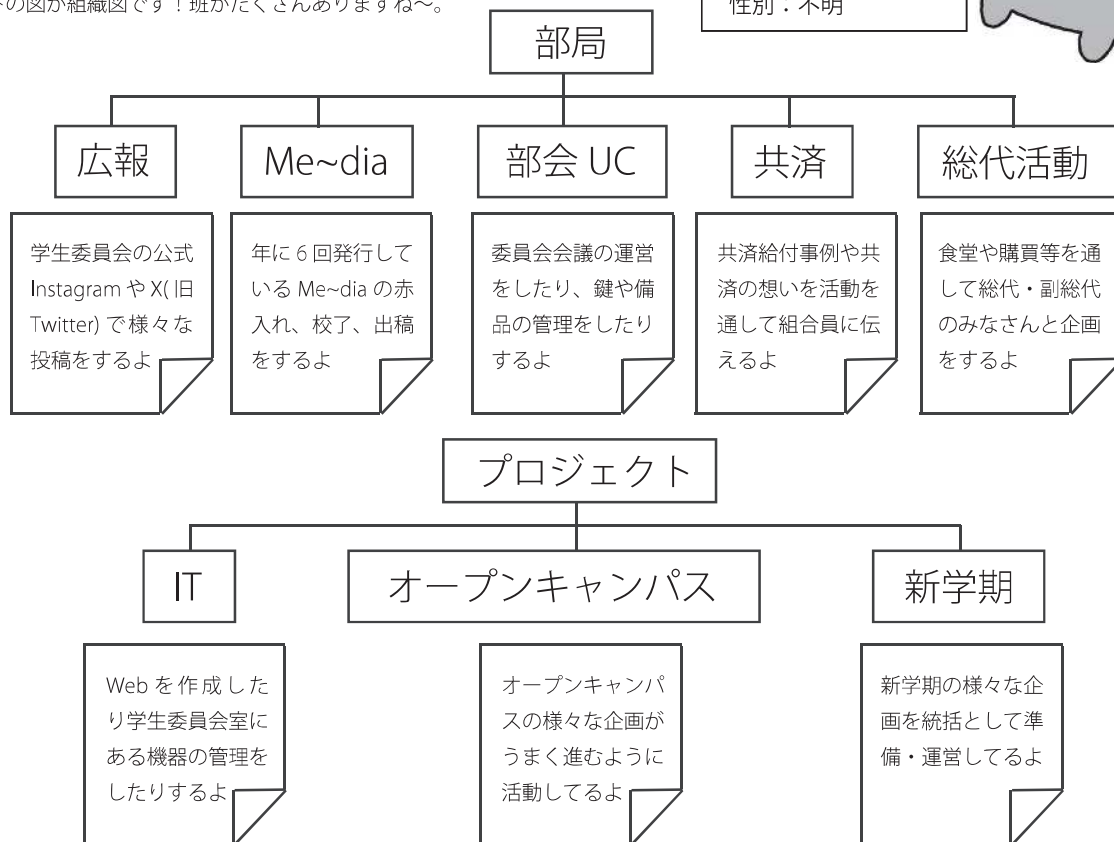 の図が組織図です！班がたくさんありますね〜。
性別：不明
部局
広報
Me~dia
部会 UC
共済
総代活動
学生委員会の公式
Instagram や X( 旧
Twitter) で様々な
投稿をするよ
年に 6 回発行して
いる Me~dia の赤
入れ、校了、出稿
をするよ
委員会会議の運営
をしたり、鍵や備
品の管理をしたり
するよ
共済給付事例や共
済の想いを活動を
通して組合員に伝
えるよ
食堂や購買等を通
して総代・副総代
のみなさんと企画
をするよ
プロジェクト
IT
オープンキャンパス
新学期
Web を作成した
り学生委員会室に
ある機器の管理を
したりするよ
オープンキャンパ
スの様々な企画が
うまく進むように
活動してるよ
新学期の様々な企
画を統括として準
備・運営してるよ